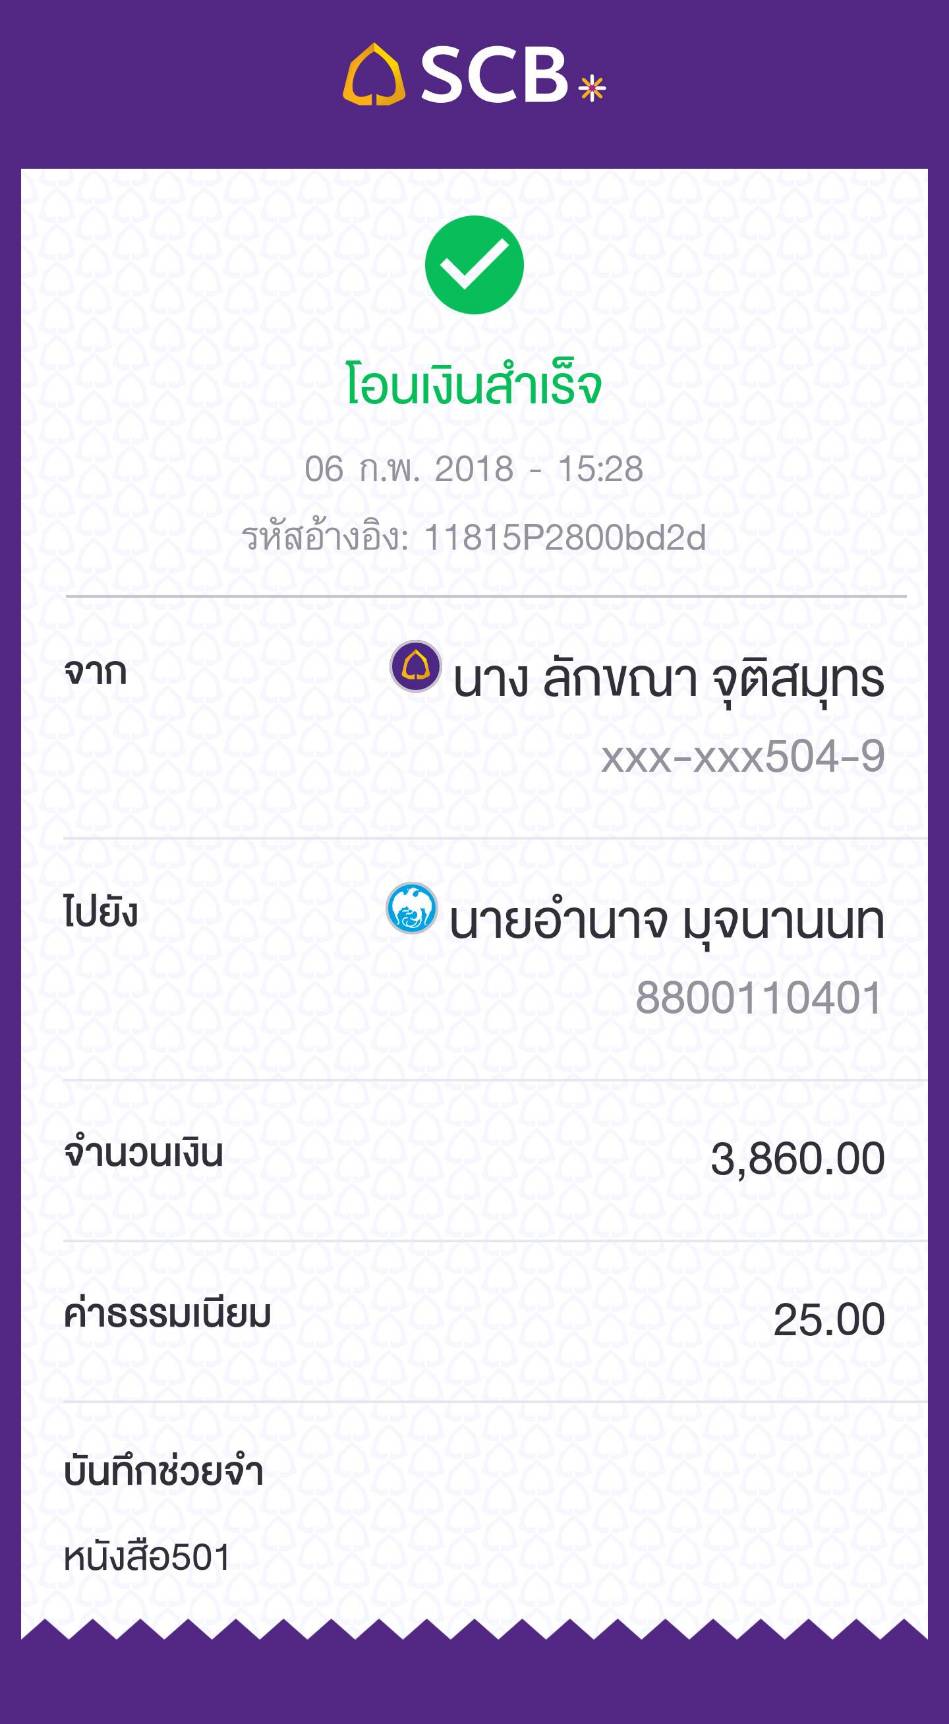 SCB
โอนเงินสำเร็จ
06 ก.พ. 2018 - 15:28
รหัสอ้างอิง: 11815P2800bd2d
จาก
นาง ลักขณา จุติสมุทร
xxx-xxx504-9
ไปยัง
นายอำนาจ มุจนานนท
8800110401
จำนวนเงิน
3,860.00
ค่าธรรมเนียม
25.00
บันทึกช่วยจำ
หนังสือ501